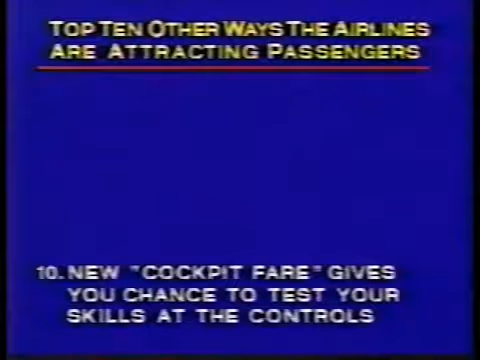 TOP TEN OTHER WAYS THE AIRLINES
ARE ATTRACTING PASSENGERS
10. NEW "COCKPIT FARE" GIVES
YOU CHANCE TO TEST YOUR
SKILLS AT THE CONTROLS